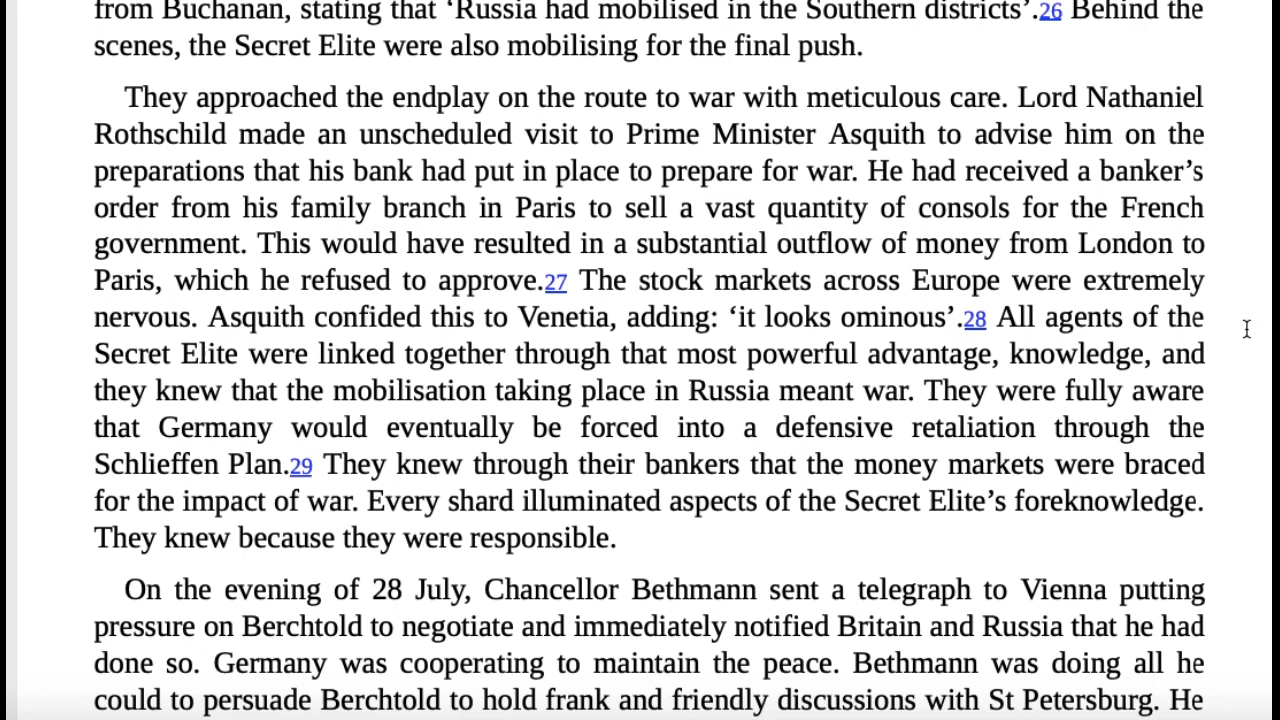 from Buchanan, stating that ‘Russia had mobilised in the Southern districts’.26 Behind the
scenes, the Secret Elite were also mobilising for the final push.
They approached the endplay on the route to war with meticulous care. Lord Nathaniel
Rothschild made an unscheduled visit to Prime Minister Asquith to advise him on the
preparations that his bank had put in place to prepare for war. He had received a banker’s
order from his family branch in Paris to sell a vast quantity of consols for the French
government. This would have resulted in a substantial outflow of money from London to
Paris, which he refused to approve.27 The stock markets across Europe were extremely
nervous. Asquith confided this to Venetia, adding: ‘it looks ominous’.28 All agents of the
Secret Elite were linked together through that most powerful advantage, knowledge, and
they knew that the mobilisation taking place in Russia meant war. They were fully aware
that Germany would eventually be forced into a defensive retaliation through the
Schlieffen Plan.29 They knew through their bankers that the money markets were braced
for the impact of war. Every shard illuminated aspects of the Secret Elite’s foreknowledge.
They knew because they were responsible.
On the evening of 28 July, Chancellor Bethmann sent a telegraph to Vienna putting
pressure on Berchtold to negotiate and immediately notified Britain and Russia that he had
done so. Germany was cooperating to maintain the peace. Bethmann was doing all he
could to persuade Berchtold to hold frank and friendly discussions with St Petersburg. He